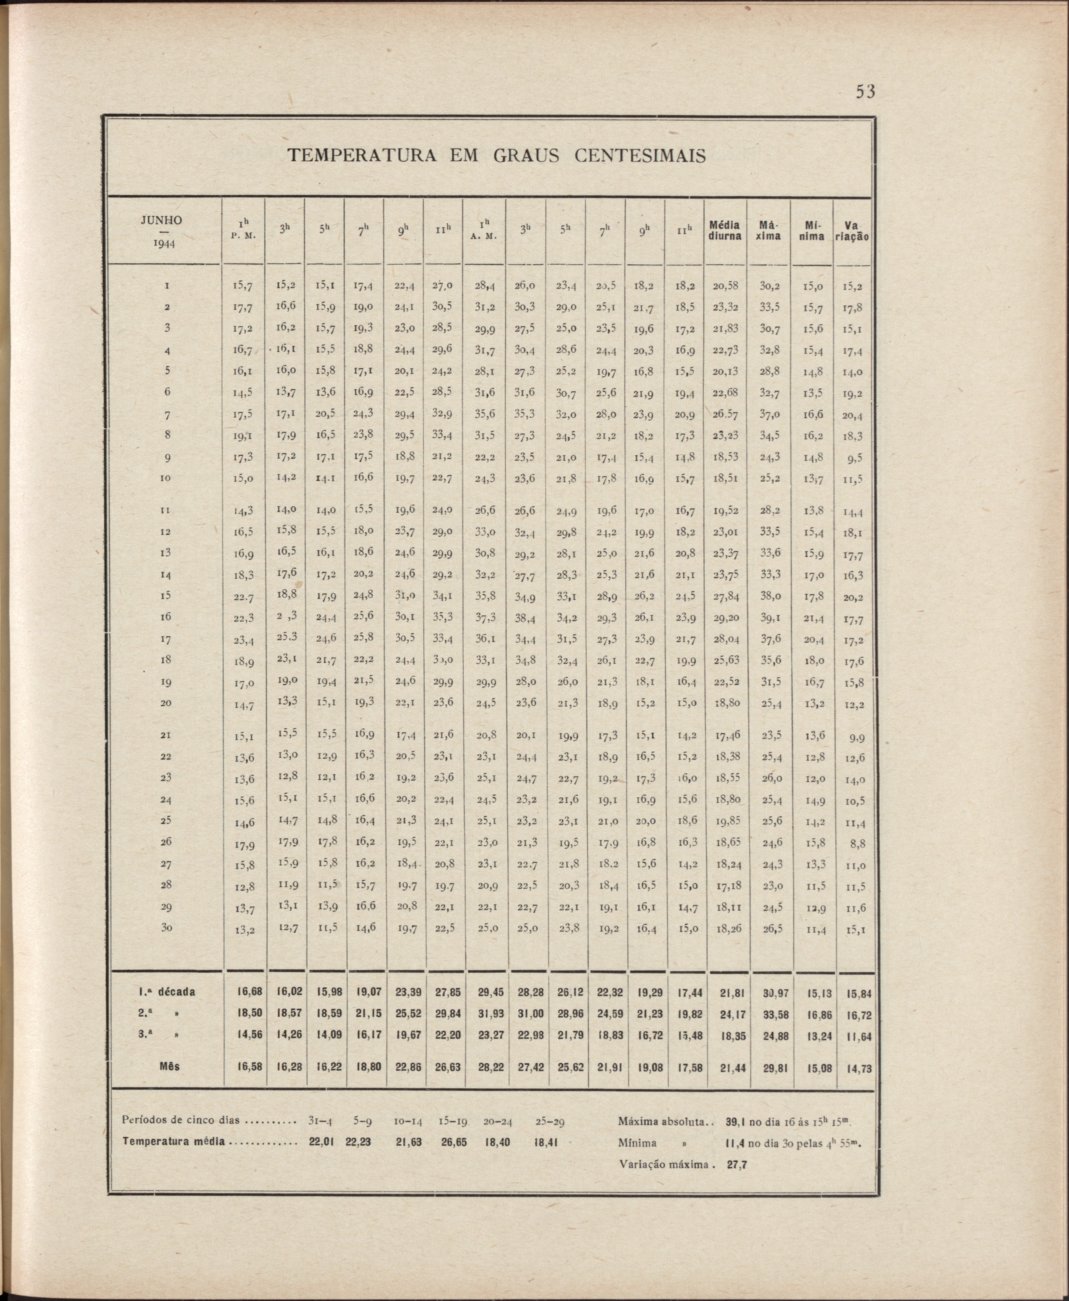 53
TEMPERATURA EM GRAUS CENTESIMAIS
JUNHO — 1944 1h P. M. 3h 5h 7h 9h 11h 1h A. M. 3h 5h 7h 9h 11h Média diurna Má-xima Mí-nima Va riação
1 15,7 15,2 15,1 17,4 22,4 27,0 28,4 26,0 23,4 20,5 18,2 18,2 20,58 30,2 15,0 15,2
2 17,7 16,6 15,9 19,0 24,1 30,5 31,2 30,3 29,0 25,1 21,7 18,5 23,32 33,5 15,7 17,8
3 17,2 16,2 15,7 19,3 23,0 28,5 29,9 27,5 25,0 23,5 19,6 17,2 21,83 30,7 15,6 15,1
4 16,7 16,1 15,5 18,8 24,4 29,6 31,7 30,4 28,6 24,4 20,3 16,9 22,73 32,8 15,4 17,4
5 16,1 16,0 15,8 17,1 20,1 24,2 28,1 27,3 25,2 19,7 16,8 15,5 20,13 28,8 14,8 14,0
6 14,5 13,7 13,6 16,9 22,5 28,5 31,6 31,6 30,7 25,6 21,9 19,4 22,68 32,7 13,5 19,2
7 17,5 17,1 20,5 24,3 29,4 32,9 35,6 35,3 32,0 28,0 23,9 20,9 26.57 37,0 16,6 20,4
8 19,1 17,9 16,5 23,8 29,5 33,4 31,5 27,3 24,5 21,2 18,2 17,3 23,23 34,5 16,2 18,3
9 17,3 17,2 17,1 17,5 18,8 21,2 22,2 23,5 21,0 17,4 15,4 14,8 18,53 24,3 14,8 9,5
10 15,0 14,2 14.1 16,6 19,7 22,7 24,3 23,6 21,8 17,8 16,9 15,7 18,51 25,2 13,7 11,5
11 14,3 14,0 14,0 15,5 19,6 24,0 26,6 26,6 24,9 19,6 17,0 16,7 19,52 28,2 13,8 14,4
12 16,5 15,8 15,5 18,0 23,7 29,0 33,0 32,4 29,8 24,2 19,9 18,2 23,01 33,5 15,4 18,1
13 16,9 16,5 16,1 18,6 24,6 29,9 30,8 29,2 28,1 25,0 21,6 20,8 23,37 33,6 15,9 17,7
14 18,3 17,6 17,2 20,2 24,6 29,2 32,2 27,7 28,3 25,3 21,6 21,1 23,75 33,3 17,0 16,3
15 22.7 18,8 17,9 24,8 31,0 34,1 35,8 34,9 33,1 28,9 26,2 24,5 27,84 38,0 17,8 20,2
16 22,3 2 ,3 24,4 25,6 30,1 35,3 37,3 38,4 34,2 29,3 26,1 23,9 29,20 39,1 21,4 17,7
17 23,4 25.3 24,6 25,8 30,5 33,4 36,1 34,4 31,5 27,3 23,9 21,7 28,04 37,6 20,4 17,2
18 18,9 23,1 21,7 22,2 24,4 30,0 33,1 34,8 32,4 26,1 22,7 19,9 25,63 35,6 18,0 17,6
19 17,0 19,0 19,4 21,5 24,6 29,9 29,9 28,0 26,0 21,3 18,1 16,4 22,52 31,5 16,7 15,8
20 14,7 13,3 15,1 19,3 22,1 23,6 24,5 23,6 21,3 18,9 15,2 15,0 18,80 25,4 13,2 12,2
21 15,1 15,5 15,5 16,9 17,4 21,6 20,8 20,1 19,9 17,3 15,1 14,2 17,46 23,5 13,6 9,9
22 13,6 13,0 12,9 16,3 20,5 23,1 23,1 24,4 23,1 18,9 16,5 15,2 18,38 25,4 12,8 12,6
23 13,6 12,8 12,1 16,2 19,2 23,6 25,1 24,7 22,7 19,2 17,3 16,0 18,55 26,0 12,0 14,0
24 15,6 15,1 15,1 16,6 20,2 22,4 24,5 23,2 21,6 19,1 16,9 15,6 18,80 25,4 14,9 10,5
25 14,6 14,7 14,8 16,4 21,3 24,1 25,1 23,2 23,1 21,0 20,0 18,6 19,85 25,6 14,2 11,4
26 17,9 17,9 17,8 16,2 19,5 22,1 23,0 21,3 19,5 17,9 16,8 16,3 18,65 24,6 15,8 8,8
27 15,8 15,9 15,8 16,2 18,4 20,8 23,1 22,7 21,8 18,2 15,6 14,2 18,24 24,3 13,3 11,0
28 12,8 11,9 11,5 15,7 19,7 19,7 20,9 22,5 20,3 18,4 16,5 15,0 17,18 23,0 11,5 11,5
29 13,7 13,1 13,9 16,6 20,8 22,1 22,1 22,7 22,1 19,1 16,1 14,7 18,11 24,5 12,9 11,6
30 13,2 12,7 11,5 14,6 19,7 22,5 25,0 25,0 23,8 19,2 16,4 15,0 18,26 26,5 11,4 15,1
1.ª década 16,68 16,02 15,98 19,07 23,39 27,85 29,45 28,28 26,12 22,32 19,29 17,44 21,81 30,97 15,13 15,84
2.ª » 18,50 18,57 18,59 21,15 25,52 29,84 31,93 31,00 28,96 24,59 21,23 19,82 24,17 33,58 16,86 16,72
3.ª » 14,56 14,26 14,09 16,17 19,67 22,20 23,27 22,98 21,79 18,83 16,72 15,48 18,35 24,88 13,24 11,64
Mês 16,58 16,28 16,22 18,80 22,86 26,63 28,22 27,42 25,62 21,91 19,08 17,58 21,44 29,81 15,08 14,73
Períodos de cinco dias .......... 31-4 5-9 10-14 15-19 20-24 25-29 Máxima absoluta.. 39,1 no dia 16 ás 15h 15m.
Temperatura média ............. 22,01 22,23 21,63 26,65 18,40 18,41 Mínima » 11,4 no dia 30 pelas 4h 55m.
Variação máxima . 27,7